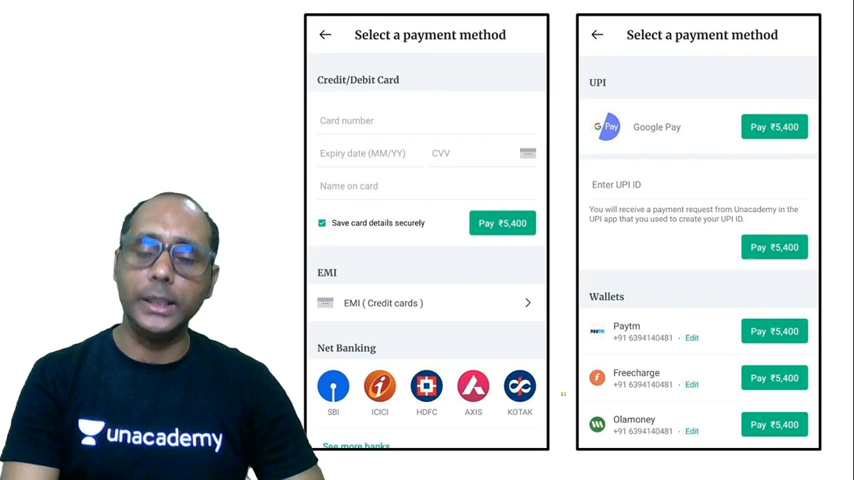 Select a payment method
Credit/Debit Card
Card number
Expiry date (MM/YY) CVV
Name on card
Save card details securely Pay ₹5,400
EMI
EMI ( Credit cards )
Net Banking
SBI ICICI HDFC AXIS KOTAK
See more banks
Select a payment method
UPI
G Pay Google Pay Pay ₹5,400
Enter UPI ID
You will receive a payment request from Unacademy in the
UPI app that you used to create your UPI ID.
Pay ₹5,400
Wallets
Paytm
+91 6394140481 · Edit Pay ₹5,400
Freecharge
+91 6394140481 · Edit Pay ₹5,400
Olamoney
+91 6394140481 · Edit Pay ₹5,400
unacademy